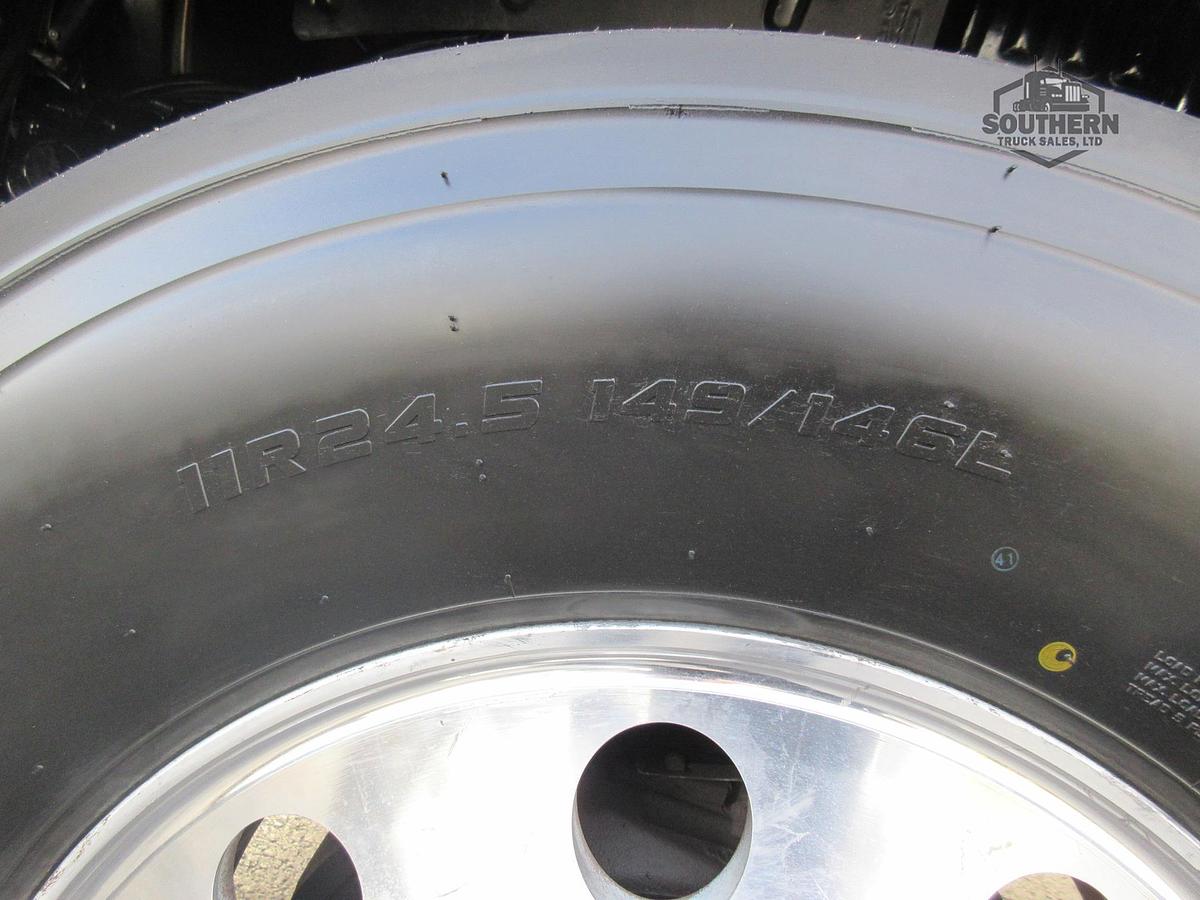 SOUTHERN
TRUCK SALES, LTD
11R24.5 149/146L
41